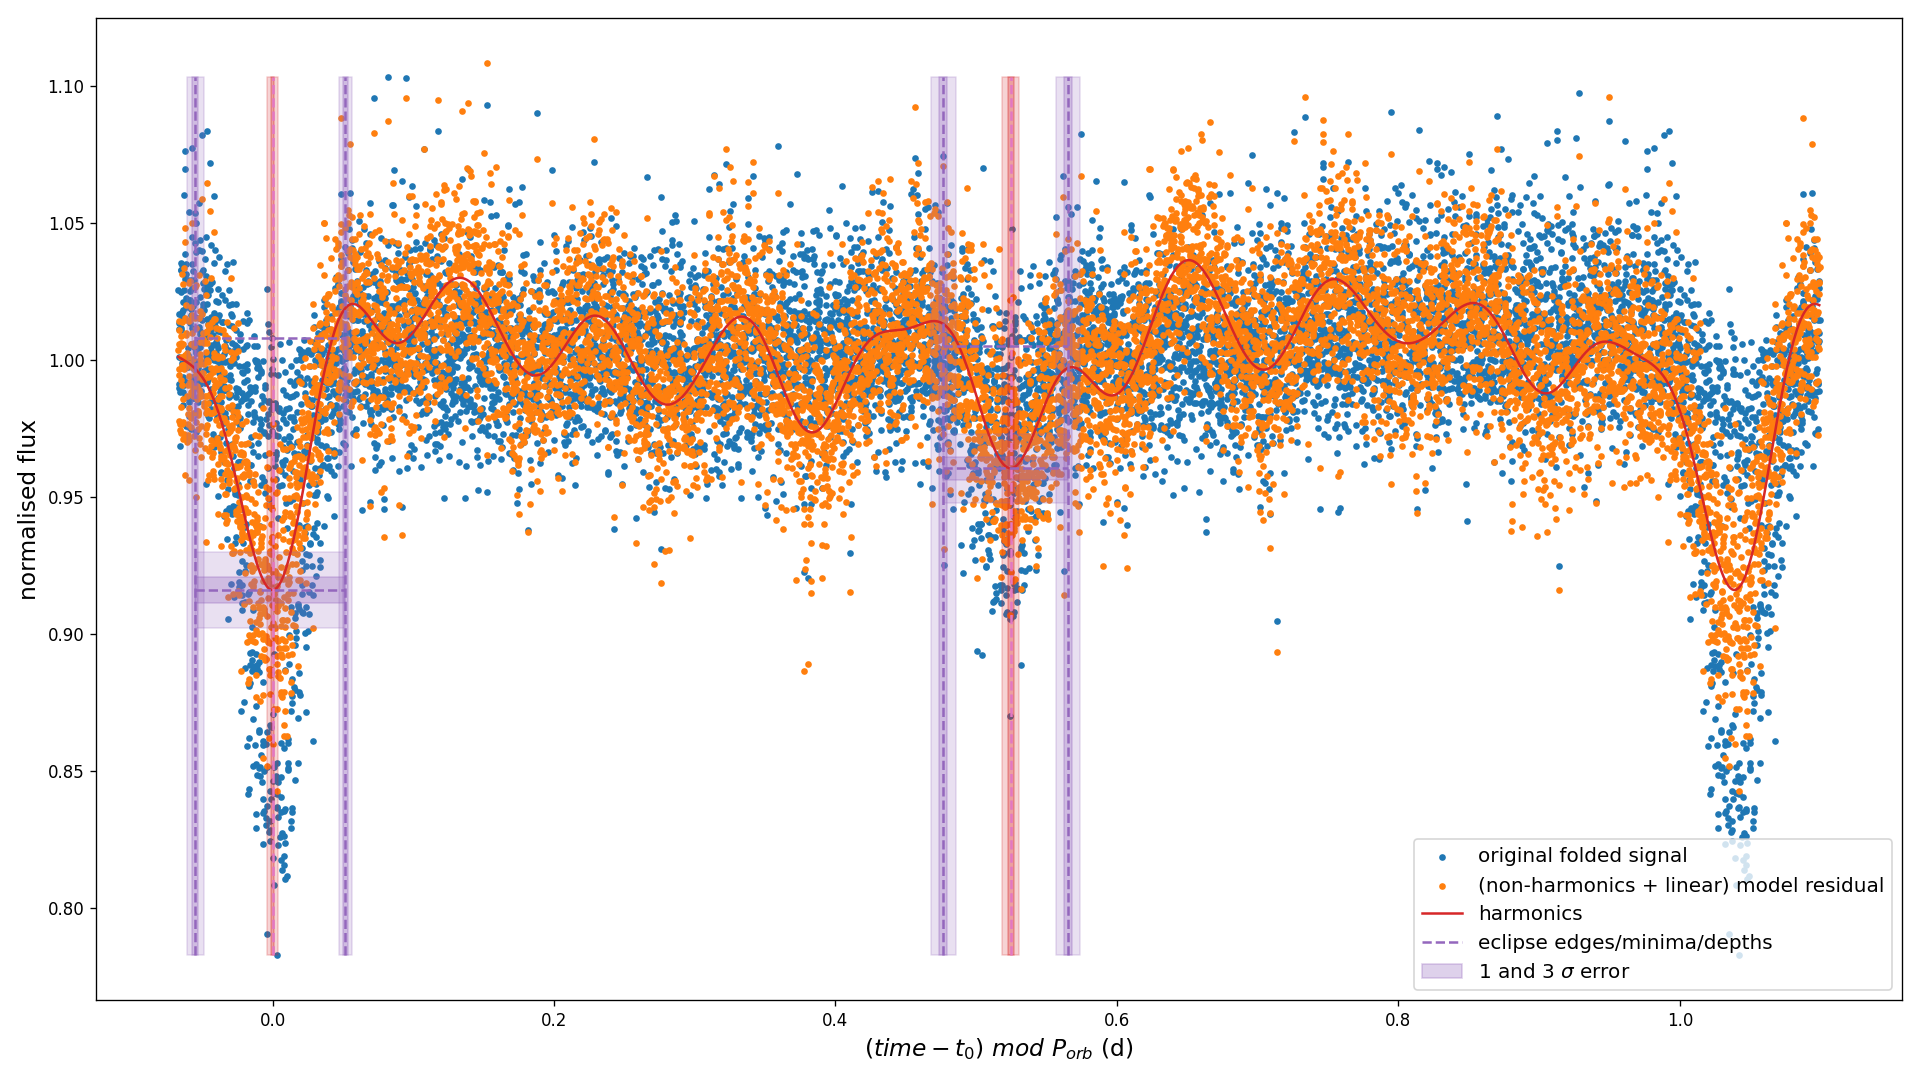 1.10
1.05
1.00
0.95
0.90
0.85
0.80
normalised flux
0.0 0.2 0.4 0.6 0.8 1.0
(time − t₀) mod P_orb (d)
original folded signal
(non-harmonics + linear) model residual
harmonics
eclipse edges/minima/depths
1 and 3 σ error